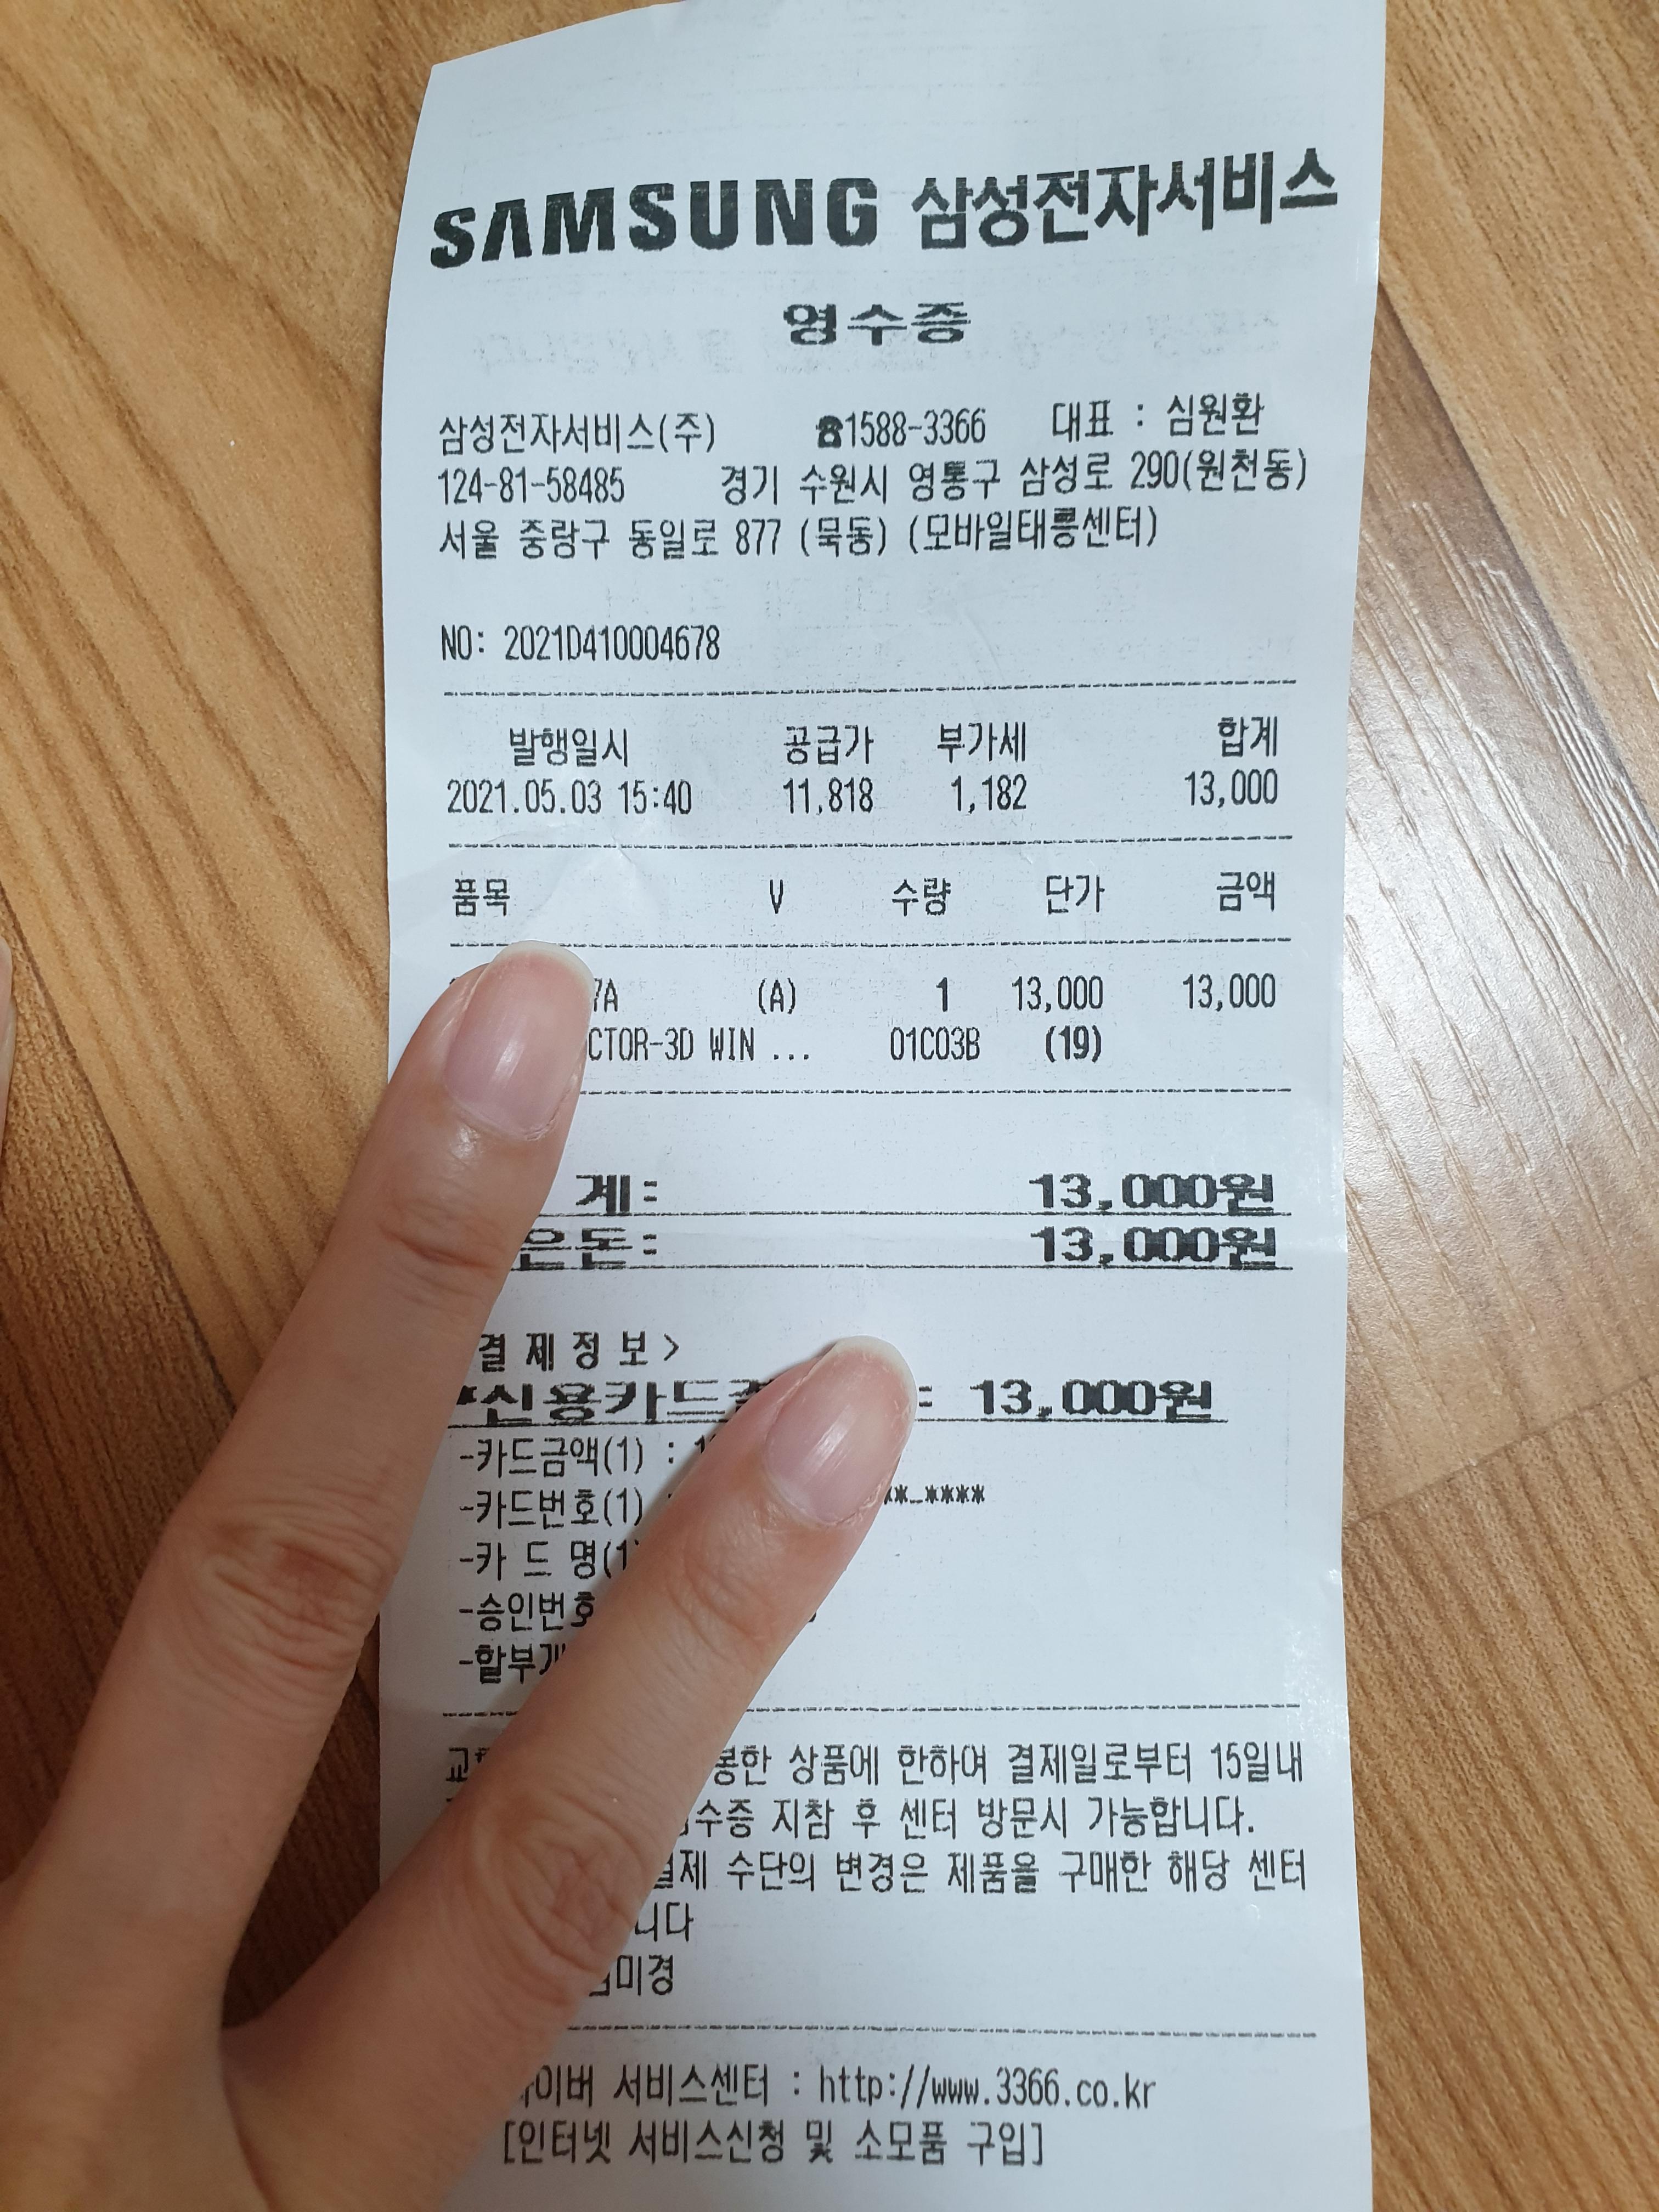 SAMSUNG 삼성전자서비스
영수증
삼성전자서비스(주) ☎1588-3366 대표 : 심원환
124-81-58485 경기 수원시 영통구 삼성로 290(원천동)
서울 중랑구 동일로 877 (묵동) (모바일태릉센터)
NO: 2021D410004678
발행일시 공급가 부가세 합계
2021.05.03 15:40 11,818 1,182 13,000
품목 V 수량 단가 금액
7A (A) 1 13,000 13,000
CTOR-3D WIN ... 01C03B (19)
계: 13,000원
은돈: 13,000원
결 제 정 보>
*신용카드 : 13,000원
-카드금액(1) :
-카드번호(1) **-****
-카 드 명(1)
-승인번호
-할부개
봉한 상품에 한하여 결제일로부터 15일내
수증 지참 후 센터 방문시 가능합니다.
결제 수단의 변경은 제품을 구매한 해당 센터
니다
미경
이버 서비스센터 : http://www.3366.co.kr
[인터넷 서비스신청 및 소모품 구입]